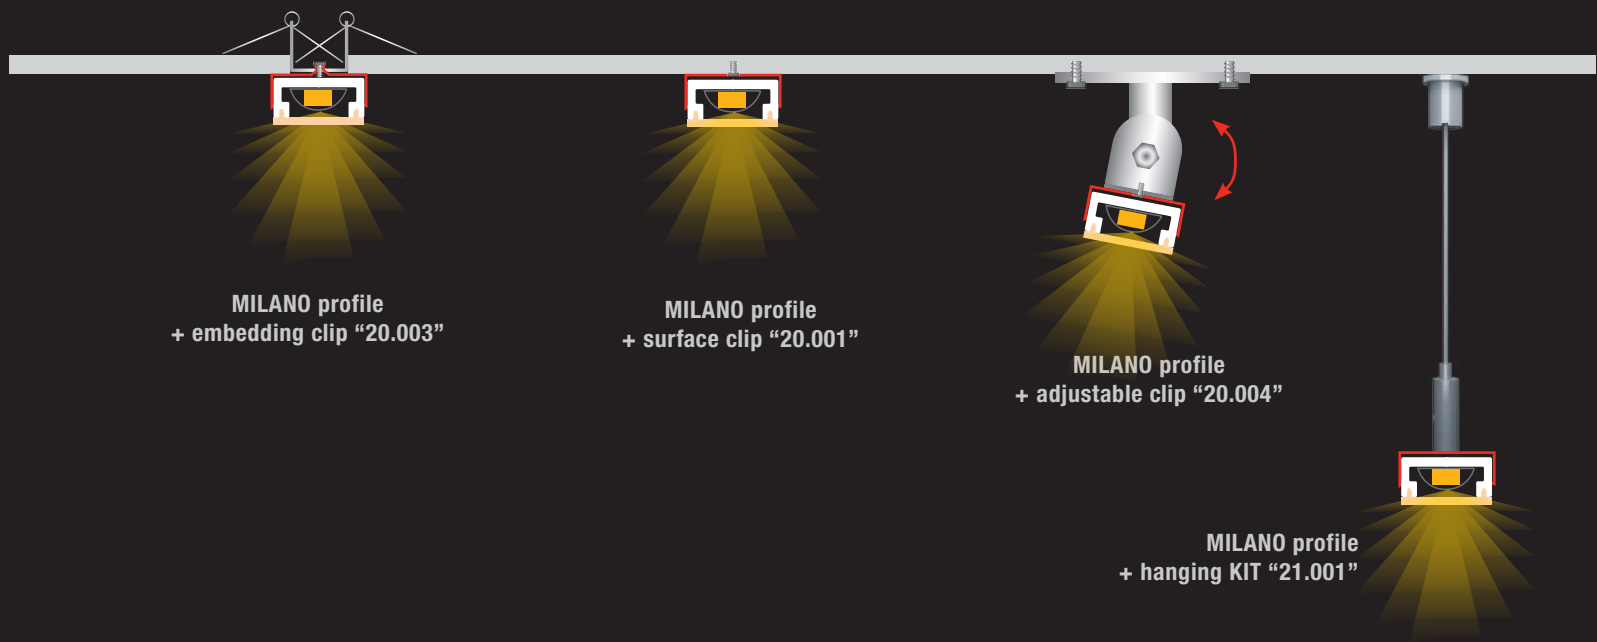 MILANO profile
+ embedding clip “20.003”
MILANO profile
+ surface clip “20.001”
MILANO profile
+ adjustable clip “20.004”
MILANO profile
+ hanging KIT “21.001”